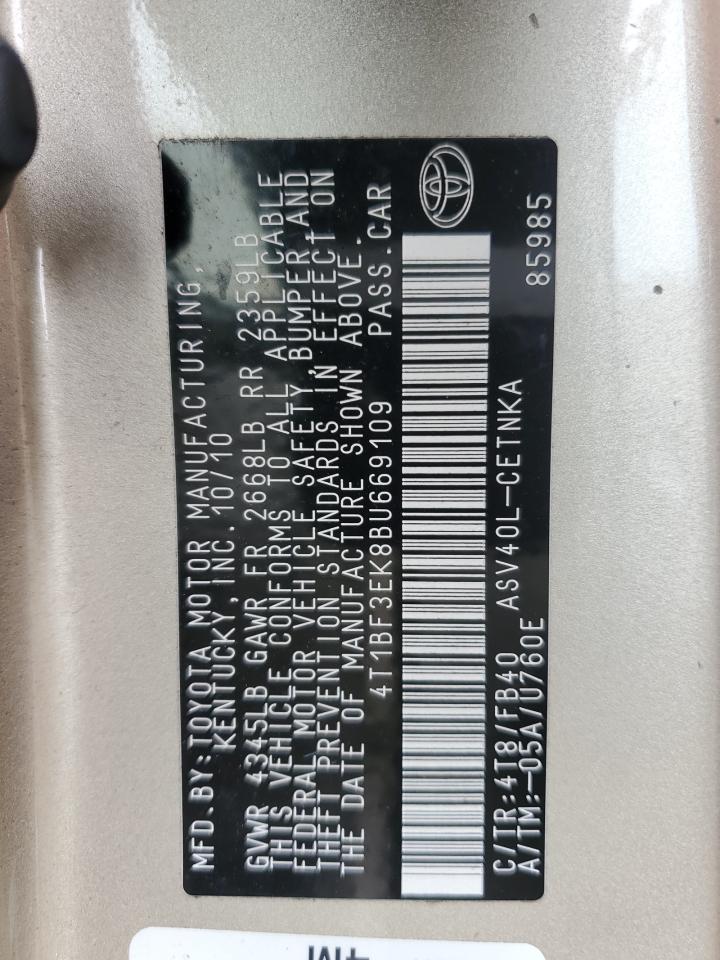 MFD.BY:TOYOTA MOTOR MANUFACTURING,
KENTUCKY,INC.10/10
GVWR 4345LB GAWR FR 2668LB RR 2359LB
THIS VEHICLE CONFORMS TO ALL APPLICABLE
FEDERAL MOTOR VEHICLE SAFETY,BUMPER,AND
THEFT PREVENTION STANDARDS IN EFFECT ON
THE DATE OF MANUFACTURE SHOWN ABOVE.
4T1BF3EK8BU669109 PASS.CAR
C/TR:4T8/FB40 ASV40L-CETNKA 85985
A/TM:-05A/U760E